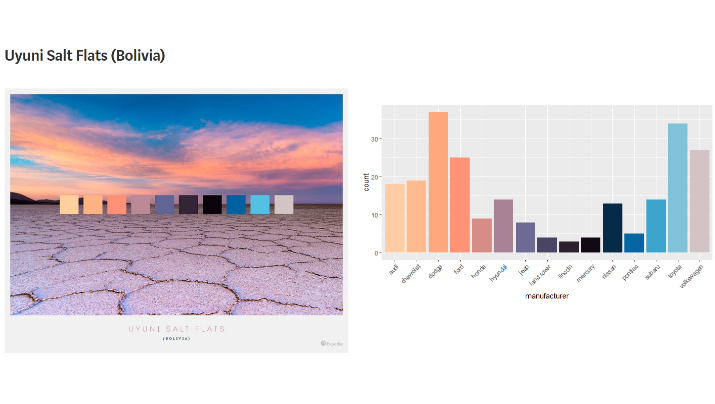 Uyuni Salt Flats (Bolivia)
UYUNI SALT FLATS
(BOLIVIA)
Expedia
count
30
20
10
0
audi
chevrolet
dodge
ford
honda
hyundai
jeep
land rover
lincoln
mercury
nissan
pontiac
subaru
toyota
volkswagen
manufacturer